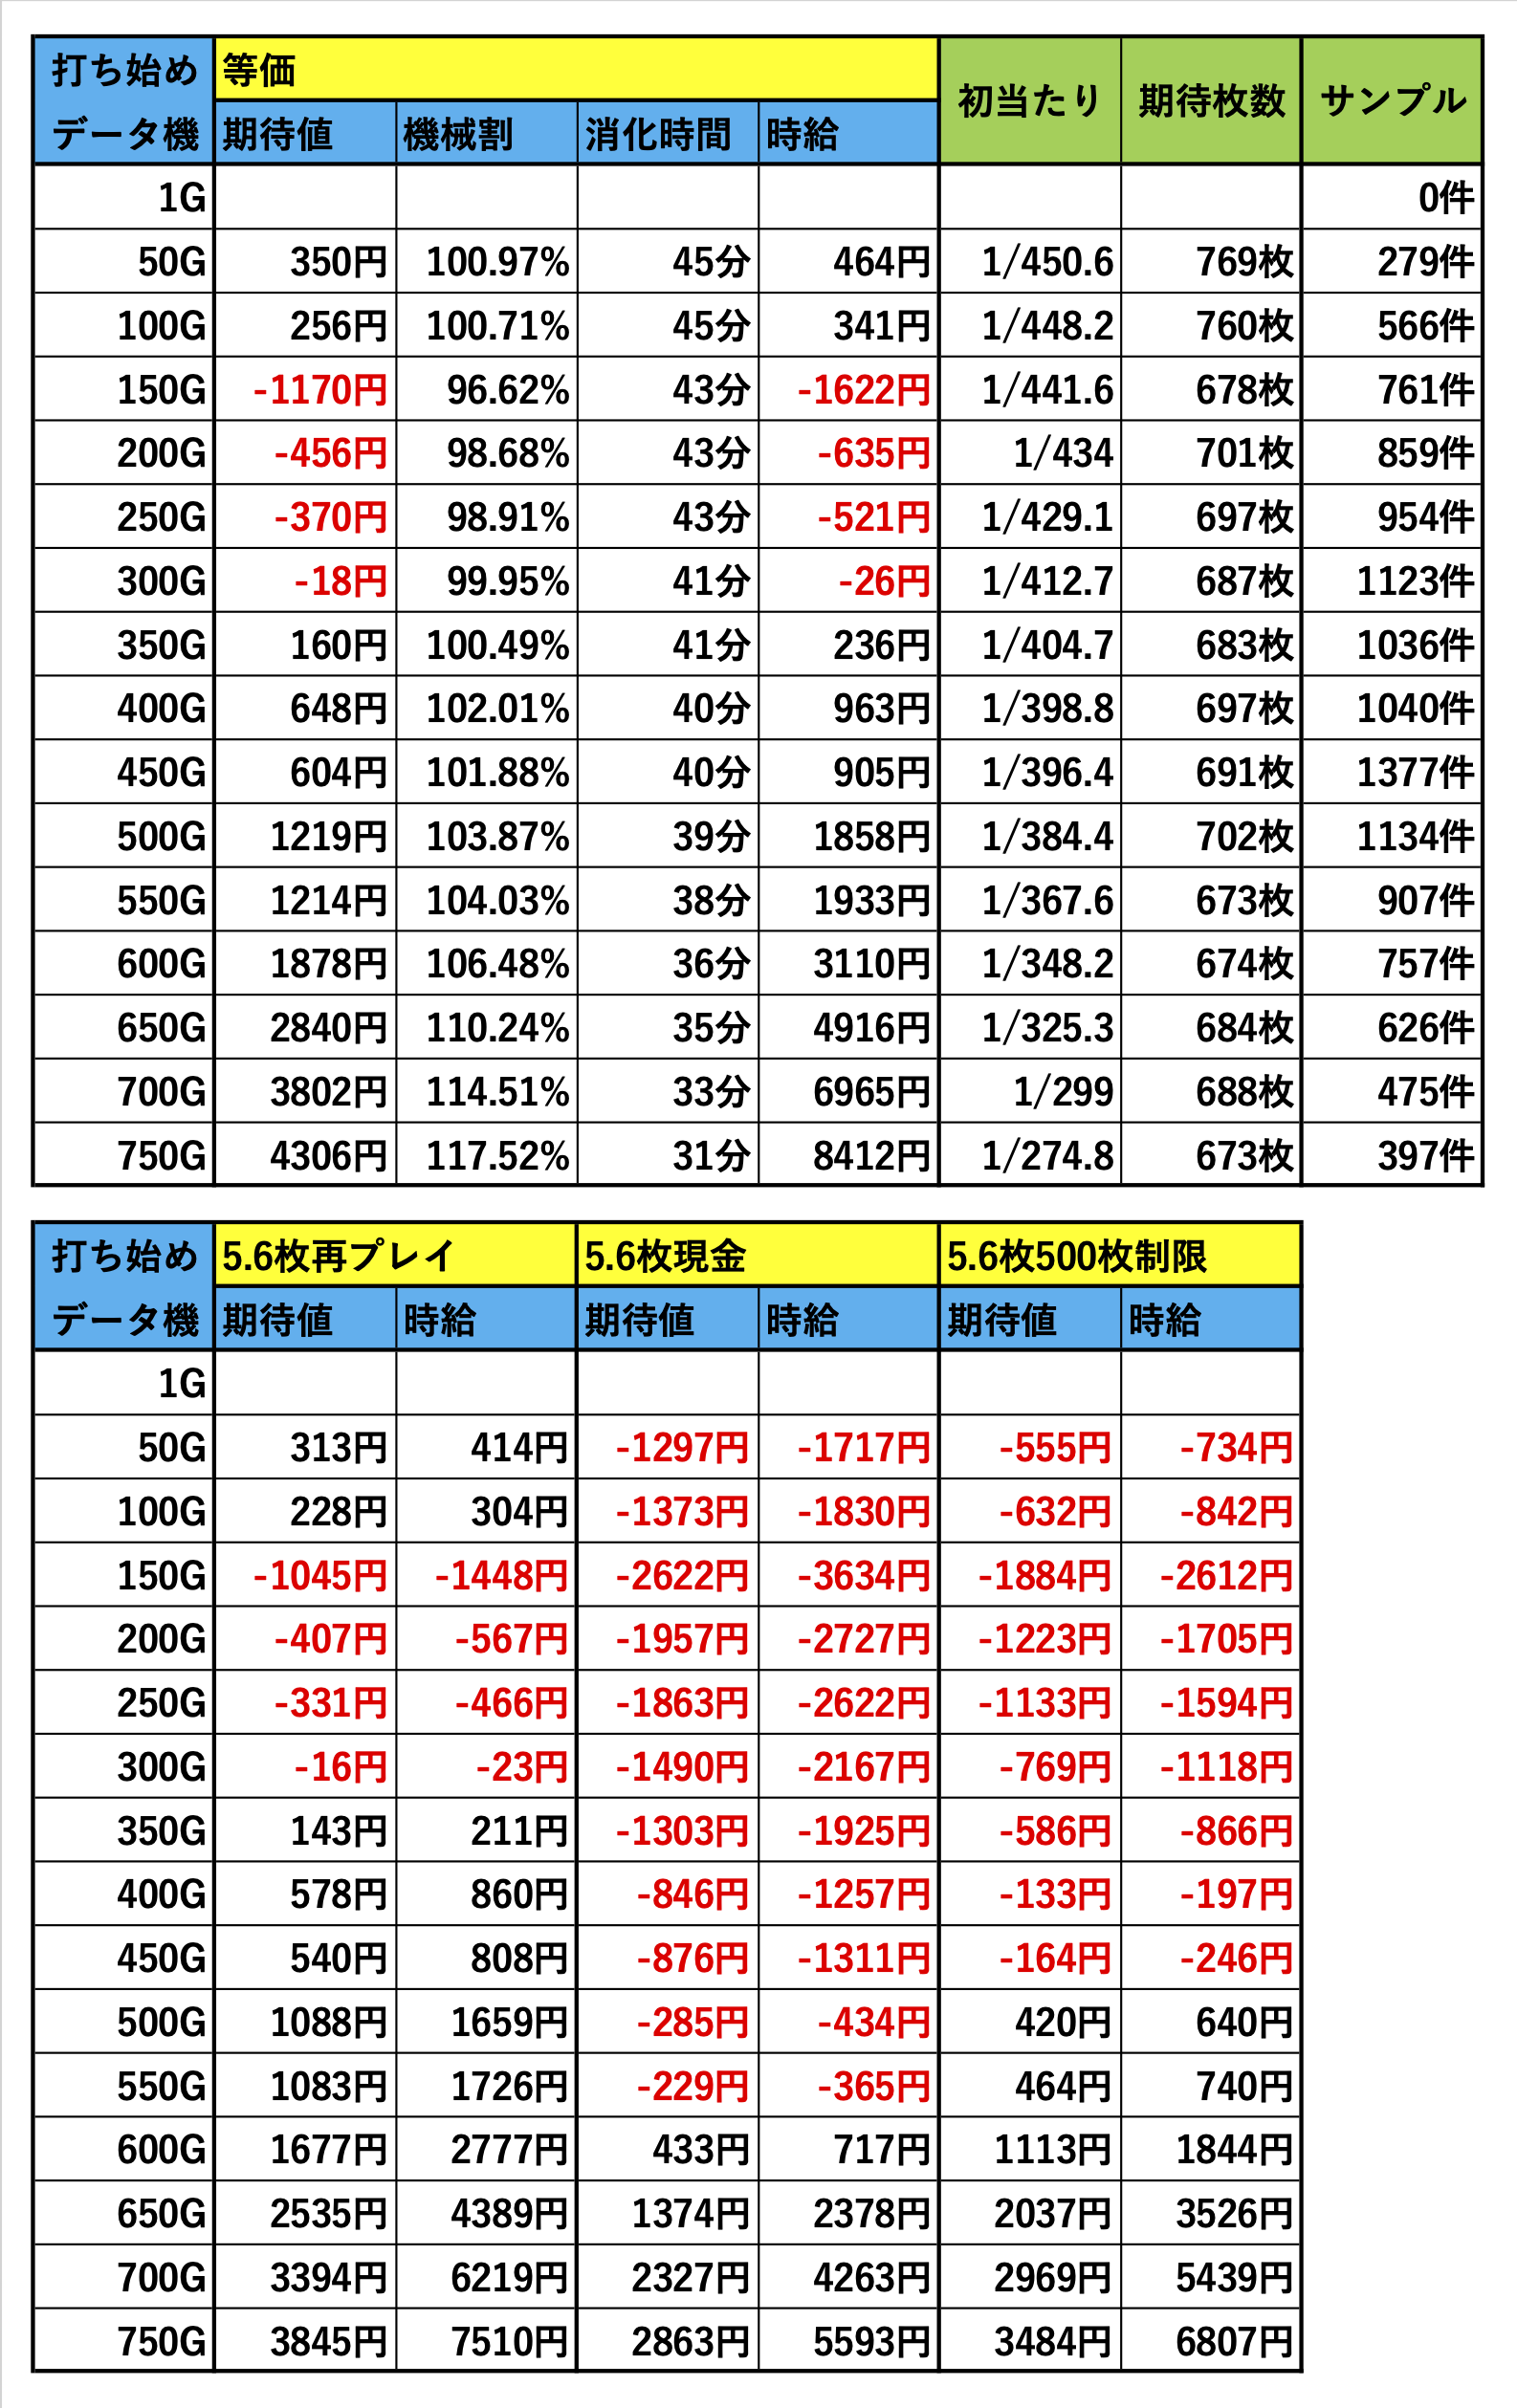 打ち始め 等価 初当たり 期待枚数 サンプル
データ機 期待値 機械割 消化時間 時給
1G 0件
50G 350円 100.97% 45分 464円 1/450.6 769枚 279件
100G 256円 100.71% 45分 341円 1/448.2 760枚 566件
150G -1170円 96.62% 43分 -1622円 1/441.6 678枚 761件
200G -456円 98.68% 43分 -635円 1/434 701枚 859件
250G -370円 98.91% 43分 -521円 1/429.1 697枚 954件
300G -18円 99.95% 41分 -26円 1/412.7 687枚 1123件
350G 160円 100.49% 41分 236円 1/404.7 683枚 1036件
400G 648円 102.01% 40分 963円 1/398.8 697枚 1040件
450G 604円 101.88% 40分 905円 1/396.4 691枚 1377件
500G 1219円 103.87% 39分 1858円 1/384.4 702枚 1134件
550G 1214円 104.03% 38分 1933円 1/367.6 673枚 907件
600G 1878円 106.48% 36分 3110円 1/348.2 674枚 757件
650G 2840円 110.24% 35分 4916円 1/325.3 684枚 626件
700G 3802円 114.51% 33分 6965円 1/299 688枚 475件
750G 4306円 117.52% 31分 8412円 1/274.8 673枚 397件
打ち始め 5.6枚再プレイ 5.6枚現金 5.6枚500枚制限
データ機 期待値 時給 期待値 時給 期待値 時給
1G
50G 313円 414円 -1297円 -1717円 -555円 -734円
100G 228円 304円 -1373円 -1830円 -632円 -842円
150G -1045円 -1448円 -2622円 -3634円 -1884円 -2612円
200G -407円 -567円 -1957円 -2727円 -1223円 -1705円
250G -331円 -466円 -1863円 -2622円 -1133円 -1594円
300G -16円 -23円 -1490円 -2167円 -769円 -1118円
350G 143円 211円 -1303円 -1925円 -586円 -866円
400G 578円 860円 -846円 -1257円 -133円 -197円
450G 540円 808円 -876円 -1311円 -164円 -246円
500G 1088円 1659円 -285円 -434円 420円 640円
550G 1083円 1726円 -229円 -365円 464円 740円
600G 1677円 2777円 433円 717円 1113円 1844円
650G 2535円 4389円 1374円 2378円 2037円 3526円
700G 3394円 6219円 2327円 4263円 2969円 5439円
750G 3845円 7510円 2863円 5593円 3484円 6807円